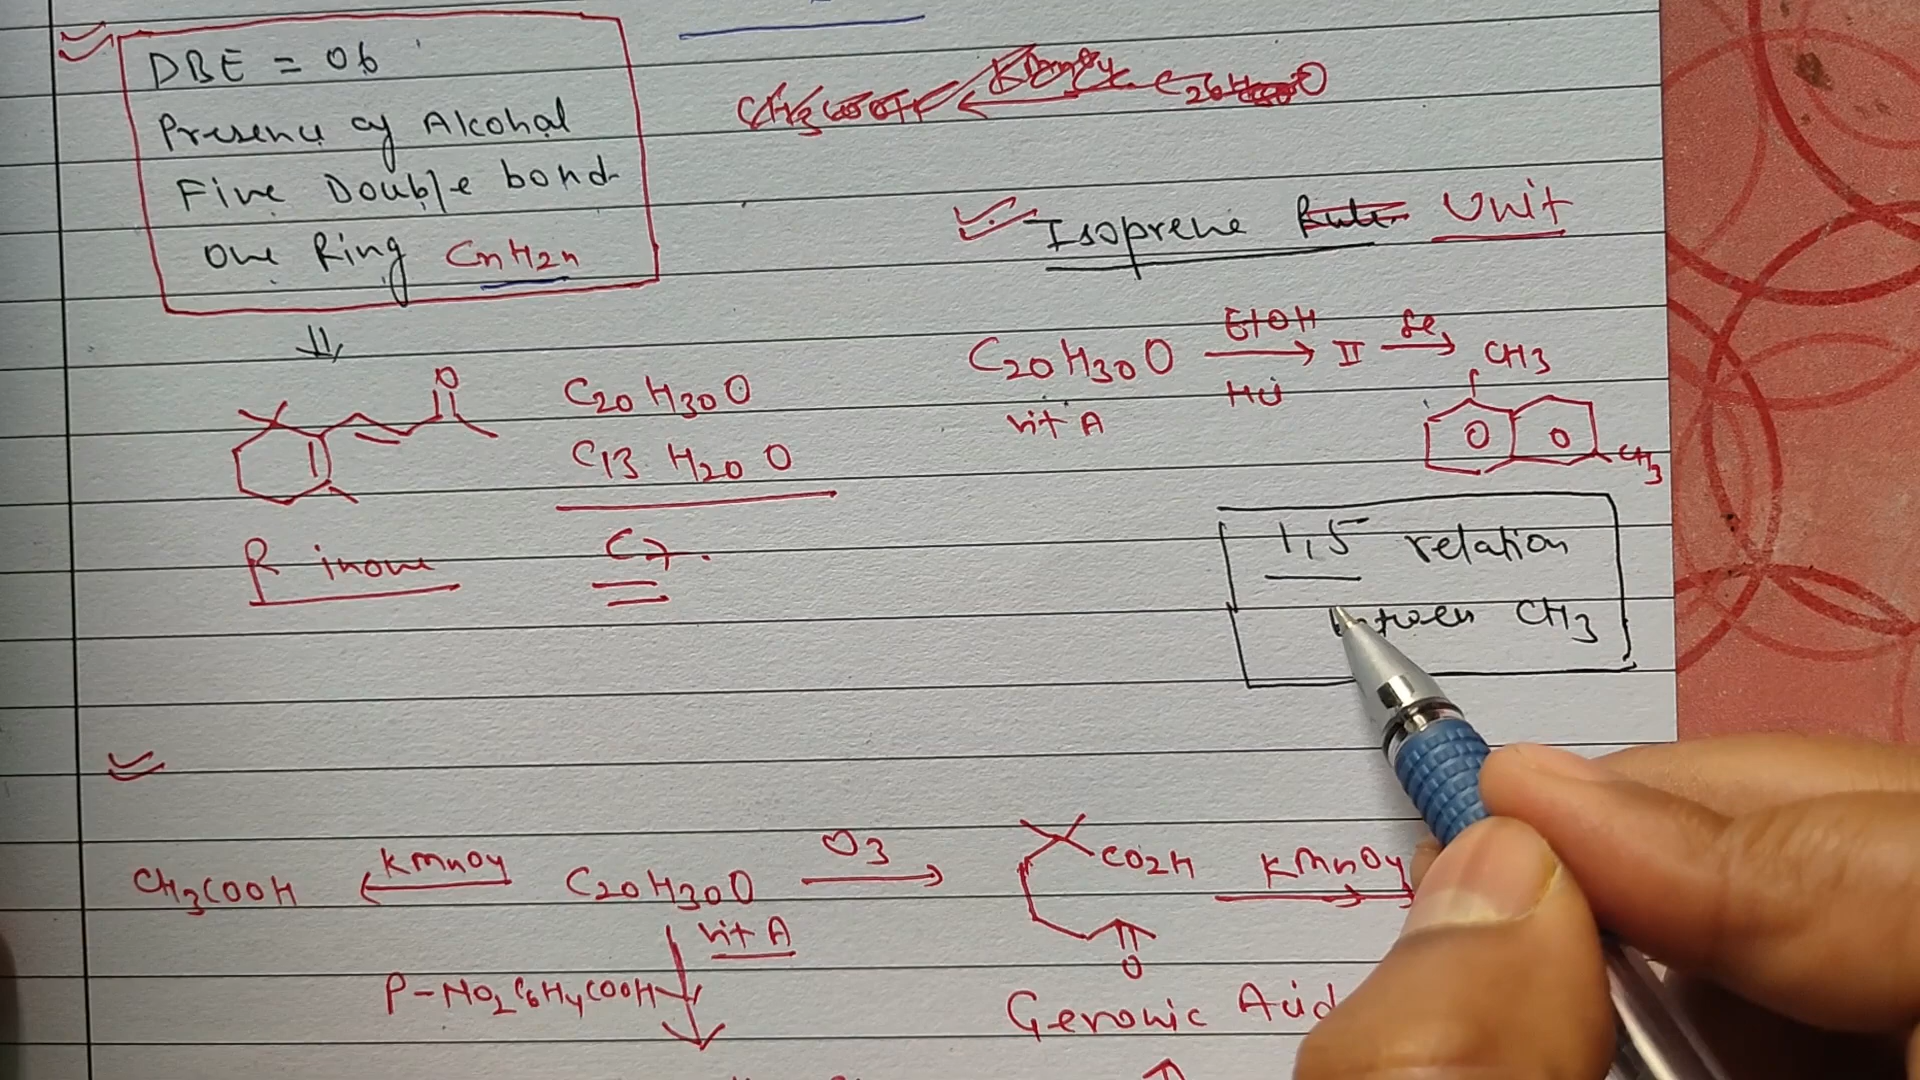 DBE = 06
Presence of Alcohol
Five Double bond
One Ring CnH2n
Isoprene Unit
C20H30O EtOH HCl II Se CH3
vit A
CH3
O
C20H30O
C13 H20 O
C7.
R inone
1,5 relation
between CH3
CH3COOH KMnO4 C20H30O O3 CO2H KMnO4
vit A
O
P-NO2C6H4COOH
Geronic Acid